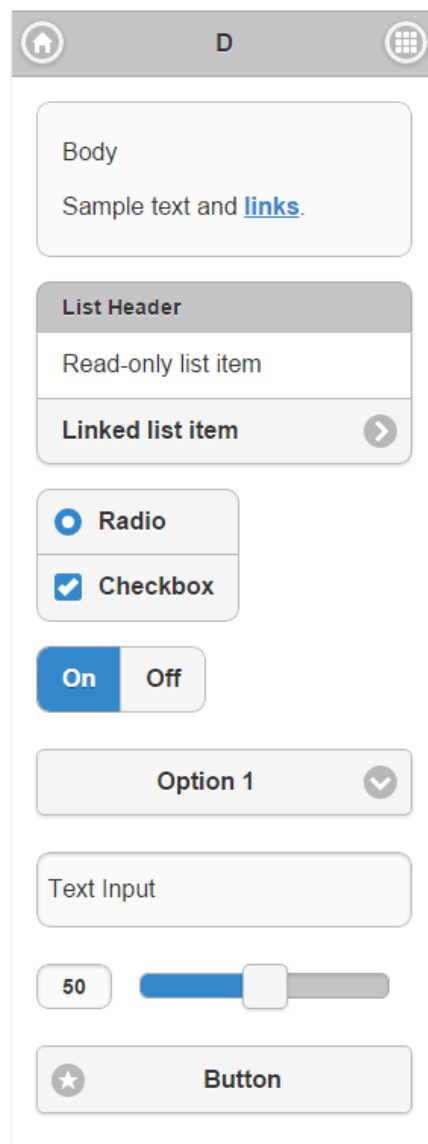 D
Body
Sample text and links.
List Header
Read-only list item
Linked list item
Radio
Checkbox
On Off
Option 1
Text Input
50
Button